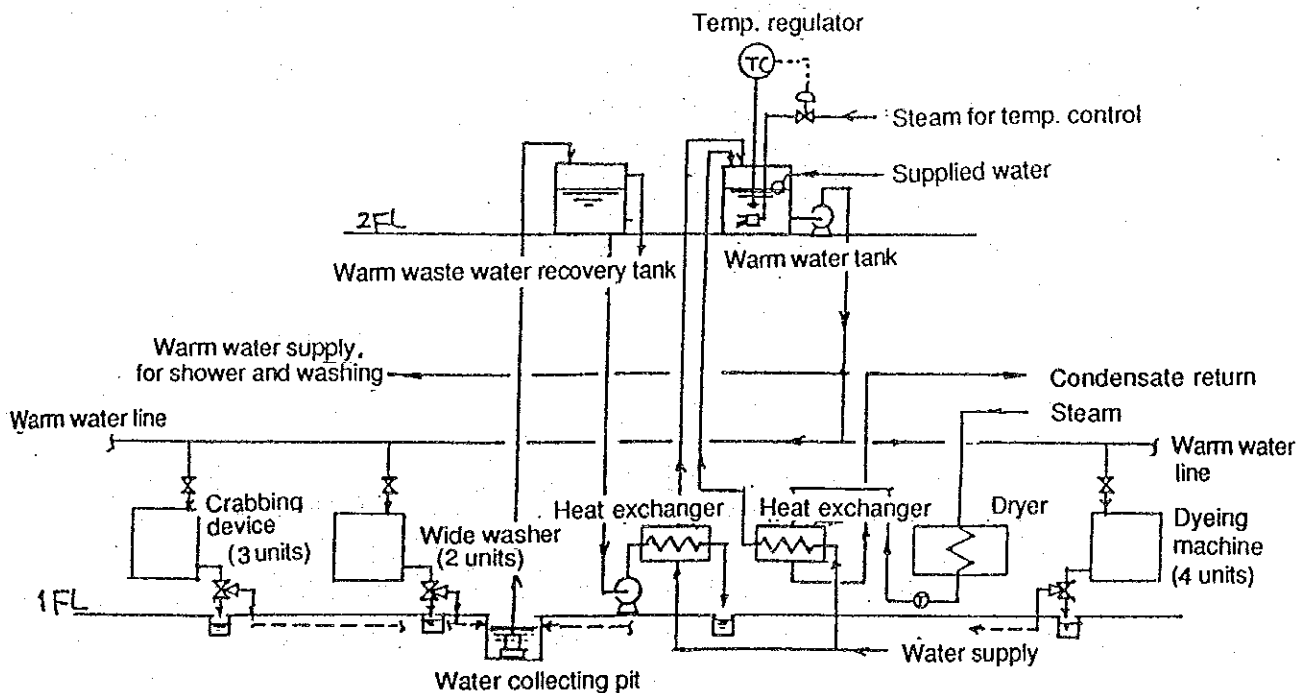 Temp. regulator
TC
Steam for temp. control
Supplied water
2FL
Warm waste water recovery tank
Warm water tank
Warm water supply,
for shower and washing
Condensate return
Steam
Warm water line
Warm water
line
Crabbing
device
(3 units)
Wide washer
(2 units)
Heat exchanger
Heat exchanger
Dryer
Dyeing
machine
(4 units)
1FL
Water supply
Water collecting pit